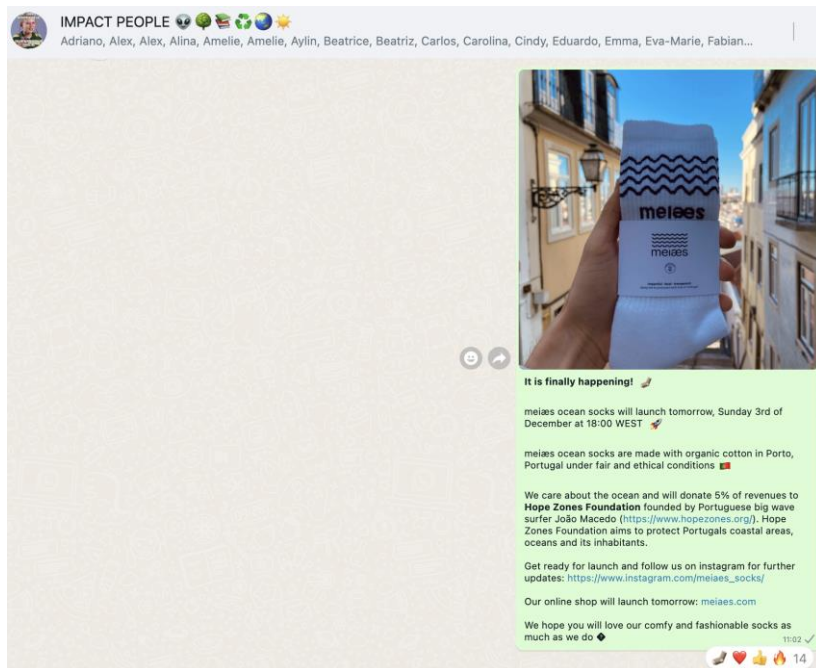 IMPACT PEOPLE 👽🌳📚♻️🌏☀️
Adriano, Alex, Alex, Alina, Amelie, Amelie, Aylin, Beatrice, Beatriz, Carlos, Carolina, Cindy, Eduardo, Emma, Eva-Marie, Fabian...
meiæs
meiæs
It is finally happening! 🧦
meiæs ocean socks will launch tomorrow, Sunday 3rd of
December at 18:00 WEST 🚀
meiæs ocean socks are made with organic cotton in Porto,
Portugal under fair and ethical conditions 🇵🇹
We care about the ocean and will donate 5% of revenues to
Hope Zones Foundation founded by Portuguese big wave
surfer João Macedo (https://www.hopezones.org/). Hope
Zones Foundation aims to protect Portugals coastal areas,
oceans and its inhabitants.
Get ready for launch and follow us on instagram for further
updates: https://www.instagram.com/meiaes_socks/
Our online shop will launch tomorrow: meiaes.com
We hope you will love our comfy and fashionable socks as
much as we do �
11:02
🧦❤️👍🔥 14